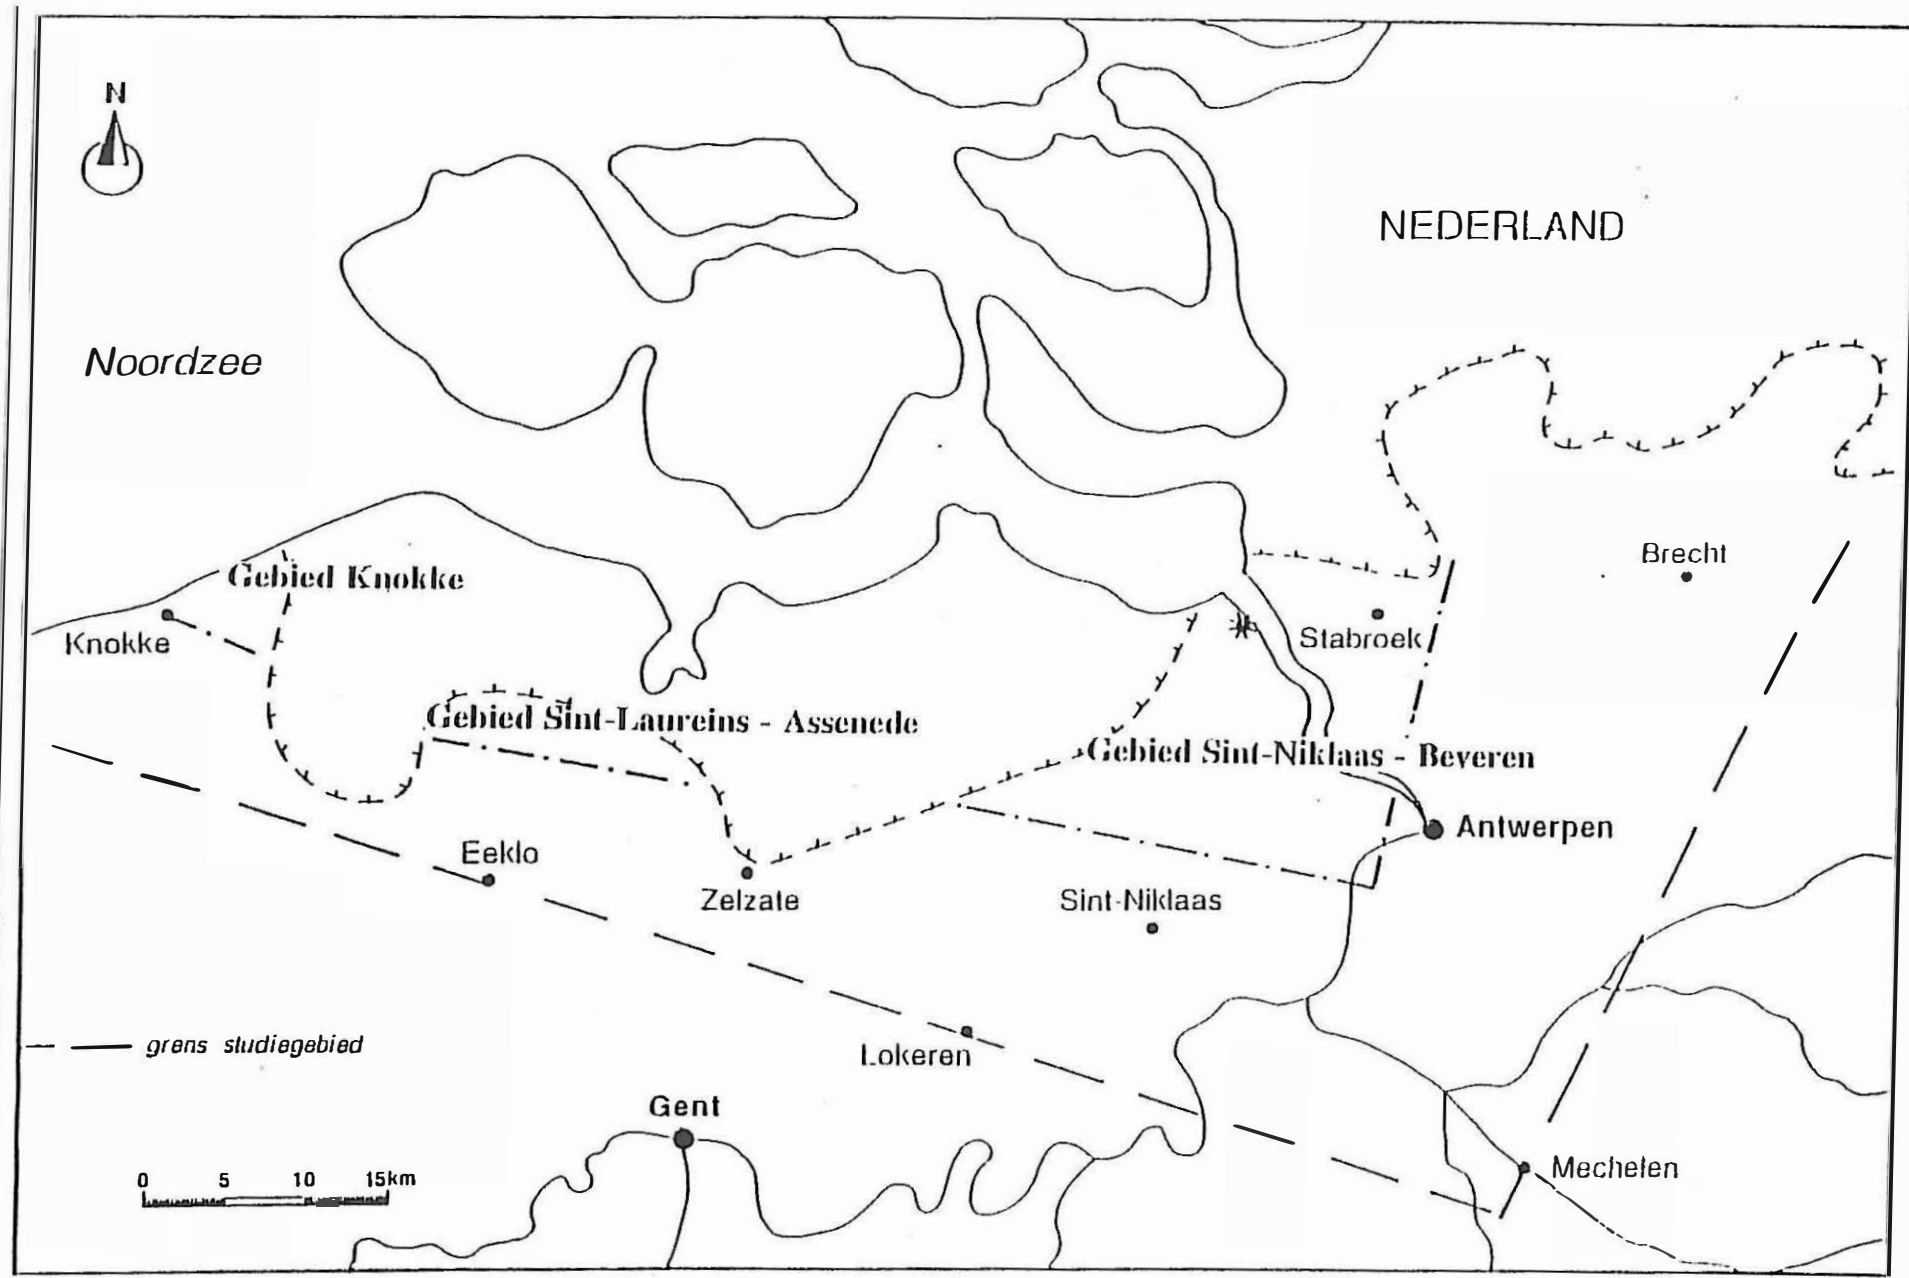 N
NEDERLAND
Noordzee
Brecht
Gebied Knokke
Knokke
Stabroek
Gebied Sint-Laureins - Assenede
Gebied Sint-Niklaas - Beveren
Antwerpen
Eeklo
Zelzate
Sint-Niklaas
grens studiegebied
Lokeren
Gent
Mechelen
0 5 10 15km